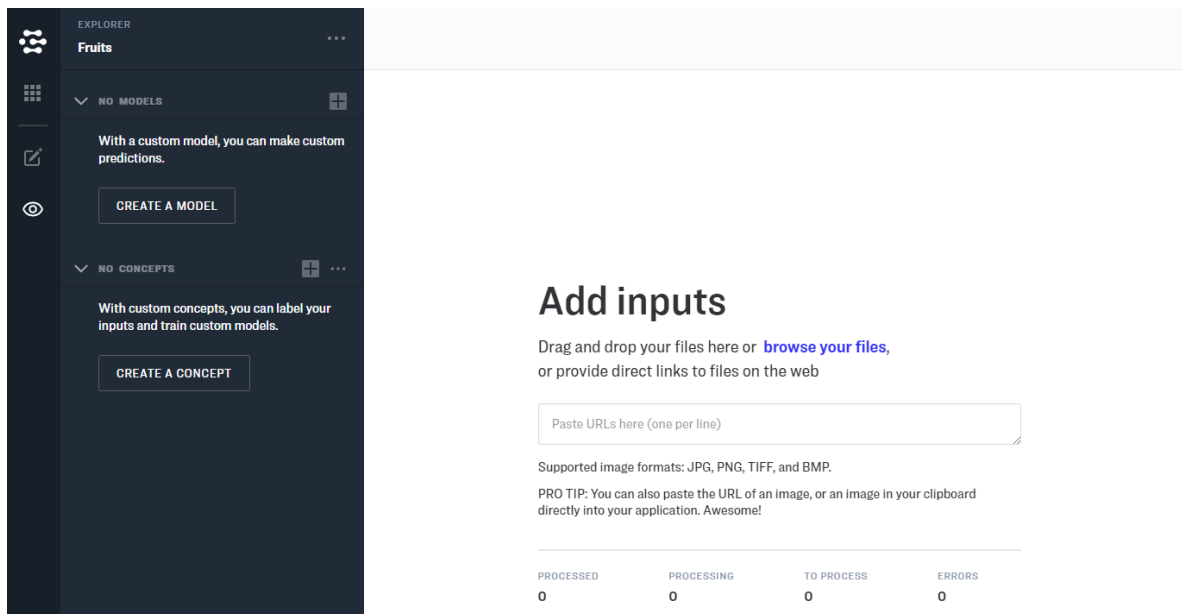 EXPLORER
Fruits
NO MODELS
With a custom model, you can make custom
predictions.
CREATE A MODEL
NO CONCEPTS
With custom concepts, you can label your
inputs and train custom models.
CREATE A CONCEPT
Add inputs
Drag and drop your files here or browse your files,
or provide direct links to files on the web
Paste URLs here (one per line)
Supported image formats: JPG, PNG, TIFF, and BMP.
PRO TIP: You can also paste the URL of an image, or an image in your clipboard
directly into your application. Awesome!
PROCESSED PROCESSING TO PROCESS ERRORS
0 0 0 0